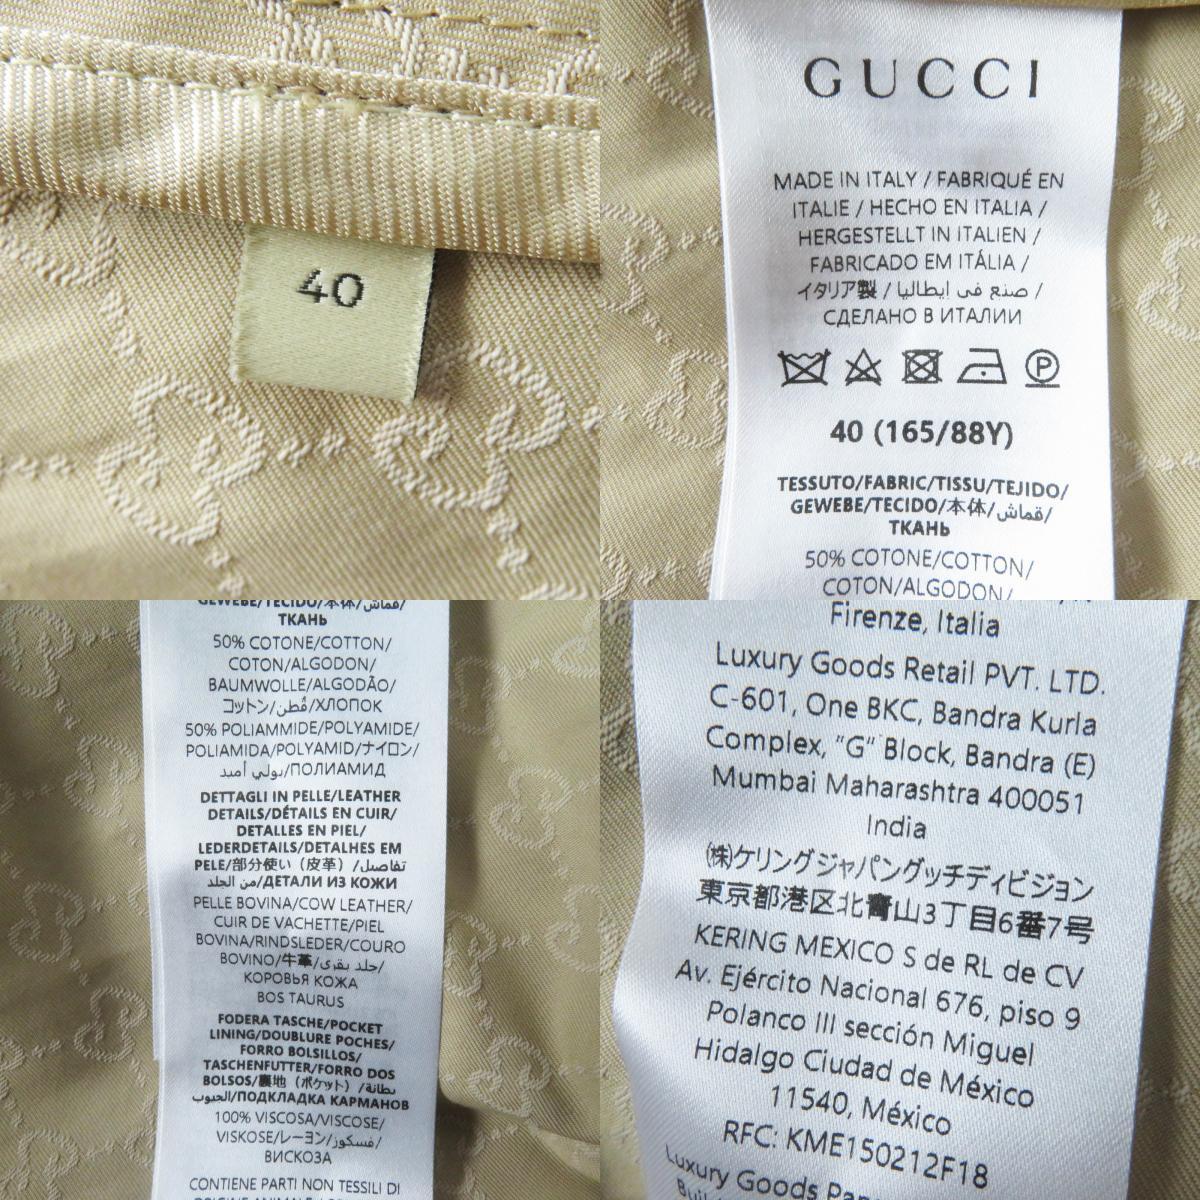 40
GUCCI
MADE IN ITALY / FABRIQUÉ EN
ITALIE / HECHO EN ITALIA /
HERGESTELLT IN ITALIEN /
FABRICADO EM ITÁLIA /
イタリア製 / صنع في إيطاليا /
СДЕЛАНО В ИТАЛИИ
P
40 (165/88Y)
TESSUTO/FABRIC/TISSU/TEJIDO/
GEWEBE/TECIDO/本体/قماش/
ТКАНЬ
50% COTONE/COTTON/
COTON/ALGODON/
GEWEBE/TECIDO/本体/قماش/
ТКАНЬ
50% COTONE/COTTON/
COTON/ALGODON/
BAUMWOLLE/ALGODÃO/
コットン/قطن/ХЛОПОК
50% POLIAMMIDE/POLYAMIDE/
POLIAMIDA/POLYAMID/ナイロン/
بولي أميد/ПОЛИАМИД
DETTAGLI IN PELLE/LEATHER
DETAILS/DÉTAILS EN CUIR/
DETALLES EN PIEL/
LEDERDETAILS/DETALHES EM
PELE/部分使い（皮革）/تفاصيل
من الجلد/ДЕТАЛИ ИЗ КОЖИ
PELLE BOVINA/COW LEATHER/
CUIR DE VACHETTE/PIEL
BOVINA/RINDSLEDER/COURO
BOVINO/牛革/جلد بقري/
КОРОВЬЯ КОЖА
BOS TAURUS
FODERA TASCHE/POCKET
LINING/DOUBLURE POCHES/
FORRO BOLSILLOS/
TASCHENFUTTER/FORRO DOS
BOLSOS/裏地（ポケット）/بطانة
الجيوب/ПОДКЛАДКА КАРМАНОВ
100% VISCOSA/VISCOSE/
VISKOSE/レーヨン/فسكوز/
ВИСКОЗА
CONTIENE PARTI NON TESSILI DI
Firenze, Italia
Luxury Goods Retail PVT. LTD.
C-601, One BKC, Bandra Kurla
Complex, "G" Block, Bandra (E)
Mumbai Maharashtra 400051
India
㈱ケリングジャパングッチディビジョン
東京都港区北青山3丁目6番7号
KERING MEXICO S de RL de CV
Av. Ejército Nacional 676, piso 9
Polanco III sección Miguel
Hidalgo Ciudad de México
11540, México
RFC: KME150212F18
Luxury Goods